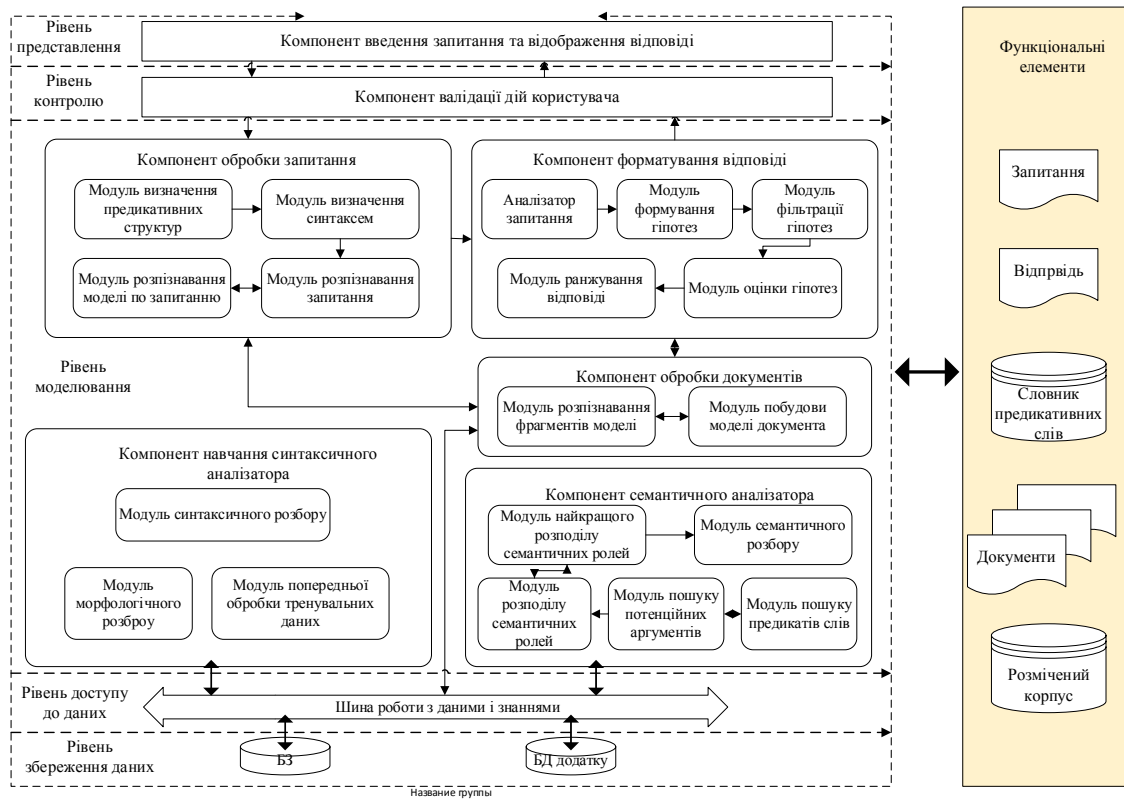 Рівень
представлення
Компонент введення запитання та відображення відповіді
Рівень
контролю
Компонент валідації дій користувача
Компонент обробки запитання
Модуль визначення
предикативних
структур
Модуль визначення
синтаксем
Модуль розпізнавання
моделі по запитанню
Модуль розпізнавання
запитання
Компонент форматування відповіді
Аналізатор
запитання
Модуль
формування
гіпотез
Модуль
фільтрації
гіпотез
Модуль ранжування
відповіді
Модуль оцінки гіпотез
Рівень
моделювання
Компонент обробки документів
Модуль розпізнавання
фрагментів моделі
Модуль побудови
моделі документа
Компонент навчання синтаксичного
аналізатора
Модуль синтаксичного розбору
Модуль
морфологічного
розброу
Модуль попередньої
обробки тренувальних
даних
Компонент семантичного аналізатора
Модуль найкращого
розподілу
семантичних ролей
Модуль семантичного
розбору
Модуль
розподілу
семантичних
ролей
Модуль пошуку
потенційних
аргументів
Модуль пошуку
предикатів слів
Рівень доступу
до даних
Шина роботи з даними і знаннями
Рівень
збереження даних
БЗ
БД додатку
Название группы
Функціональні
елементи
Запитання
Відпрвідь
Словник
предикативних
слів
Документи
Розмічений
корпус